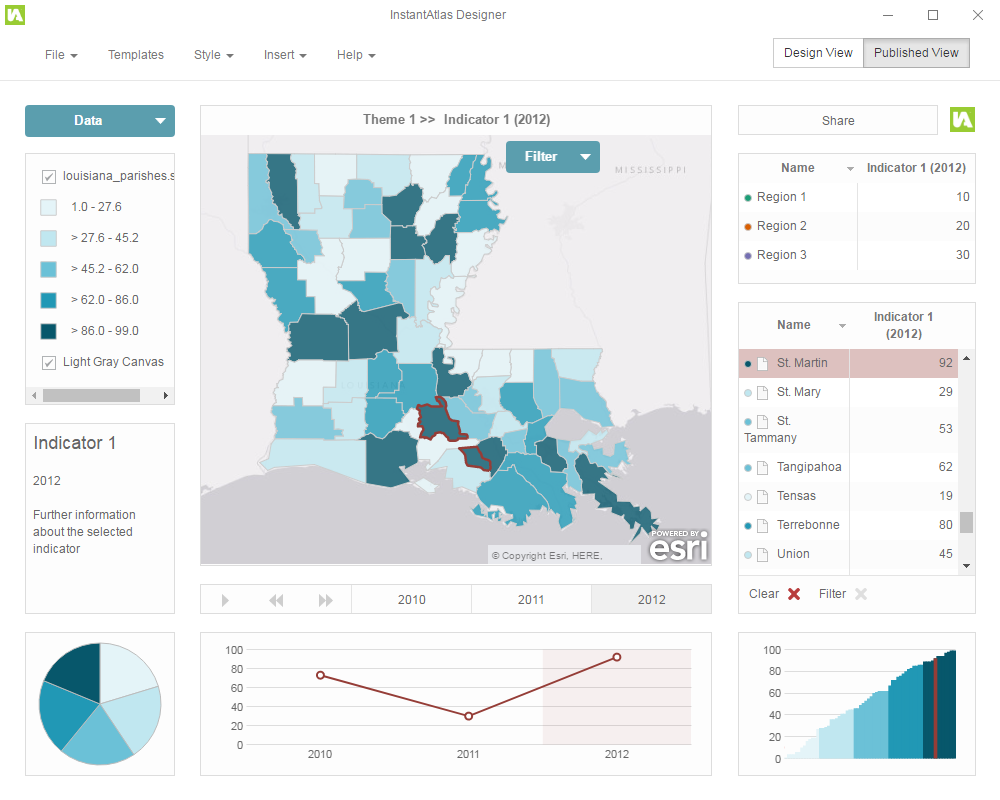 InstantAtlas Designer
File
Templates
Style
Insert
Help
Design View
Published View
Data
louisiana_parishes.s
1.0 - 27.6
> 27.6 - 45.2
> 45.2 - 62.0
> 62.0 - 86.0
> 86.0 - 99.0
Light Gray Canvas
Indicator 1
2012
Further information
about the selected
indicator
Theme 1 >> Indicator 1 (2012)
Filter
MISSISSIPPI
© Copyright Esri, HERE,
POWERED BY
esri
2010
2011
2012
100
80
60
40
20
0
2010
2011
2012
Share
Name
Indicator 1 (2012)
Region 1
10
Region 2
20
Region 3
30
Name
Indicator 1
(2012)
St. Martin
92
St. Mary
29
St.
Tammany
53
Tangipahoa
62
Tensas
19
Terrebonne
80
Union
45
Clear
Filter
100
80
60
40
20
0